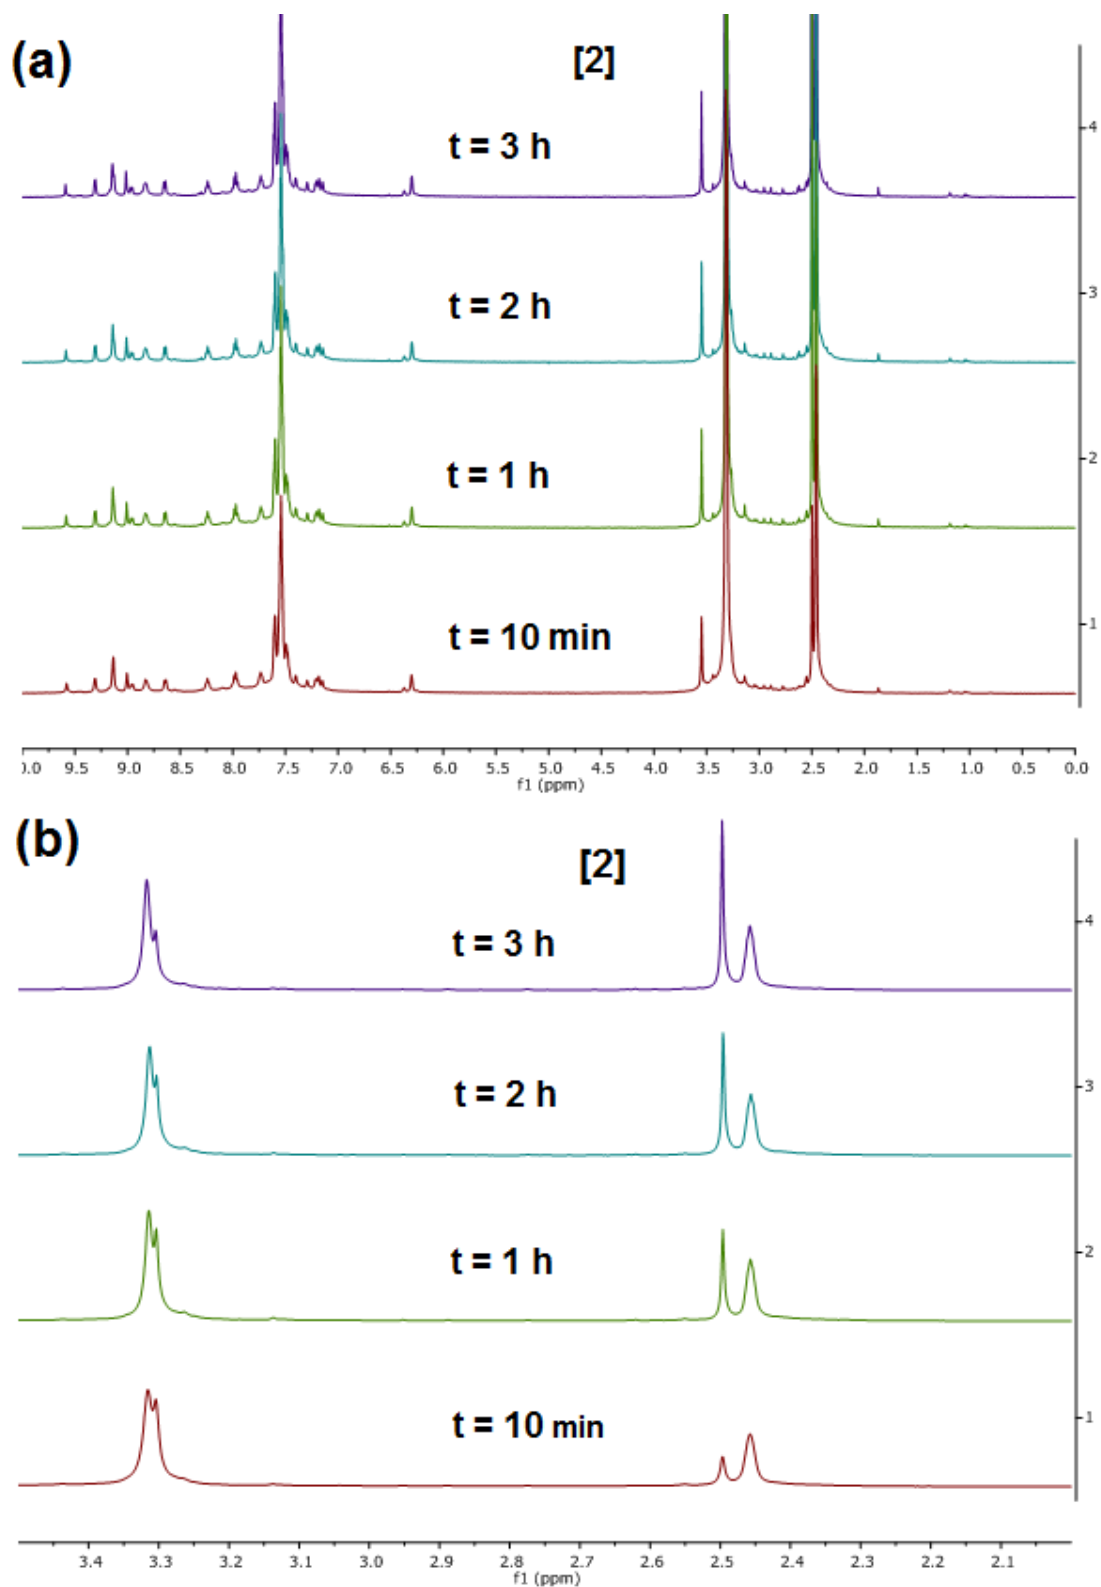 (a)
[2]
t = 3 h
t = 2 h
t = 1 h
t = 10 min
4
3
2
1
0.0 9.5 9.0 8.5 8.0 7.5 7.0 6.5 6.0 5.5 5.0 4.5 4.0 3.5 3.0 2.5 2.0 1.5 1.0 0.5 0.0
f1 (ppm)
(b)
[2]
t = 3 h
t = 2 h
t = 1 h
t = 10 min
4
3
2
1
3.4 3.3 3.2 3.1 3.0 2.9 2.8 2.7 2.6 2.5 2.4 2.3 2.2 2.1
f1 (ppm)